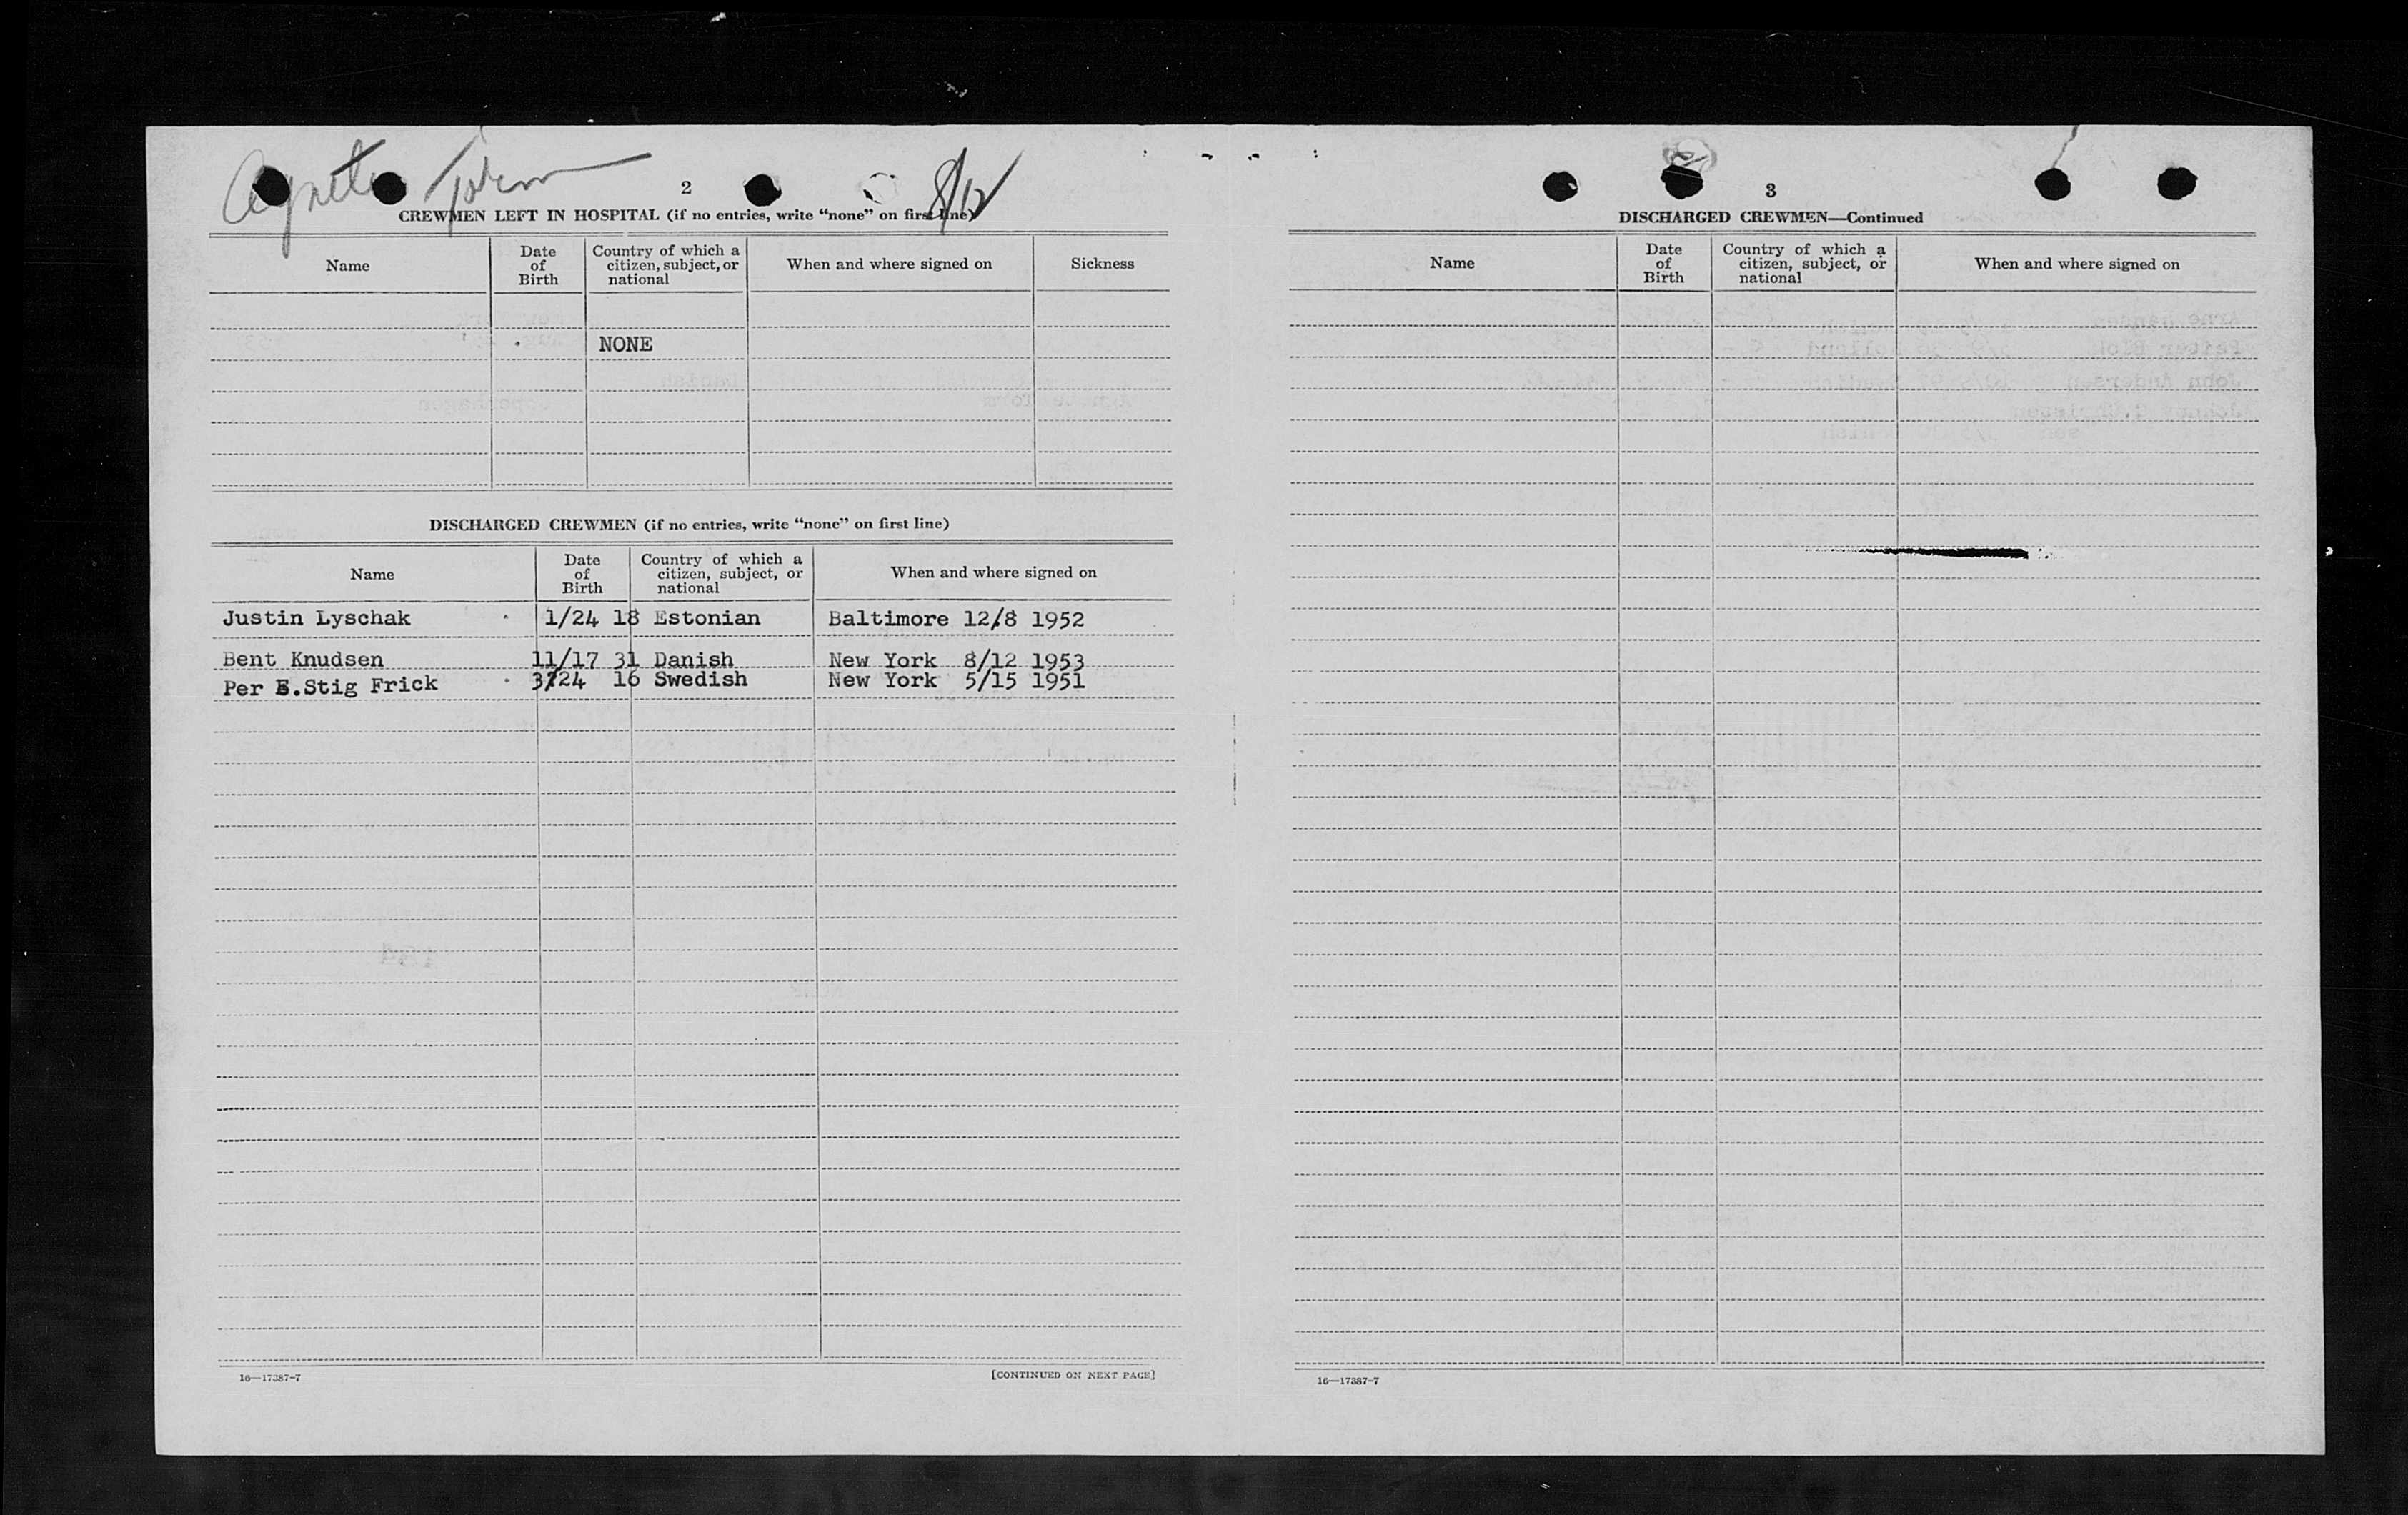 Agnete Torm 8/12
2
CREWMEN LEFT IN HOSPITAL (if no entries, write “none” on first line)
Name
Date of Birth
Country of which a citizen, subject, or national
When and where signed on
Sickness
NONE
DISCHARGED CREWMEN (if no entries, write “none” on first line)
Name
Date of Birth
Country of which a citizen, subject, or national
When and where signed on
Justin Lyschak 1/24 18 Estonian Baltimore 12/8 1952
Bent Knudsen 11/17 31 Danish New York 8/12 1953
Per E.Stig Frick 3/24 16 Swedish New York 5/15 1951
16—17387-7
[CONTINUED ON NEXT PAGE]
3
DISCHARGED CREWMEN—Continued
Name
Date of Birth
Country of which a citizen, subject, or national
When and where signed on
16—17387-7